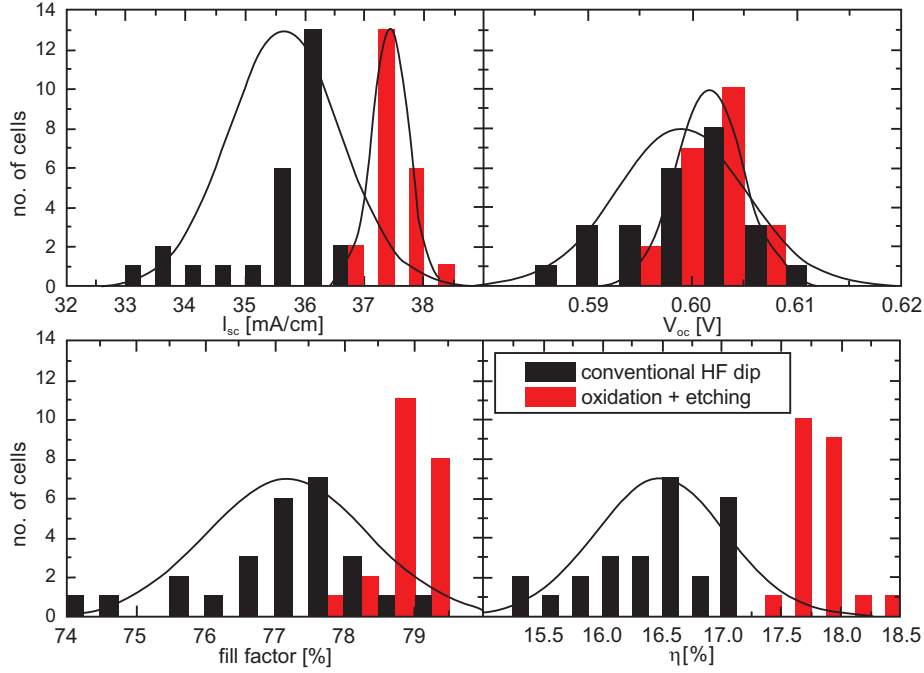 14
12
10
8
6
4
2
0
no. of cells
32 33 34 35 36 37 38
I_sc [mA/cm]
0.59 0.60 0.61 0.62
V_oc [V]
14
12
10
8
6
4
2
0
no. of cells
conventional HF dip
oxidation + etching
74 75 76 77 78 79
fill factor [%]
15.5 16.0 16.5 17.0 17.5 18.0 18.5
η[%]